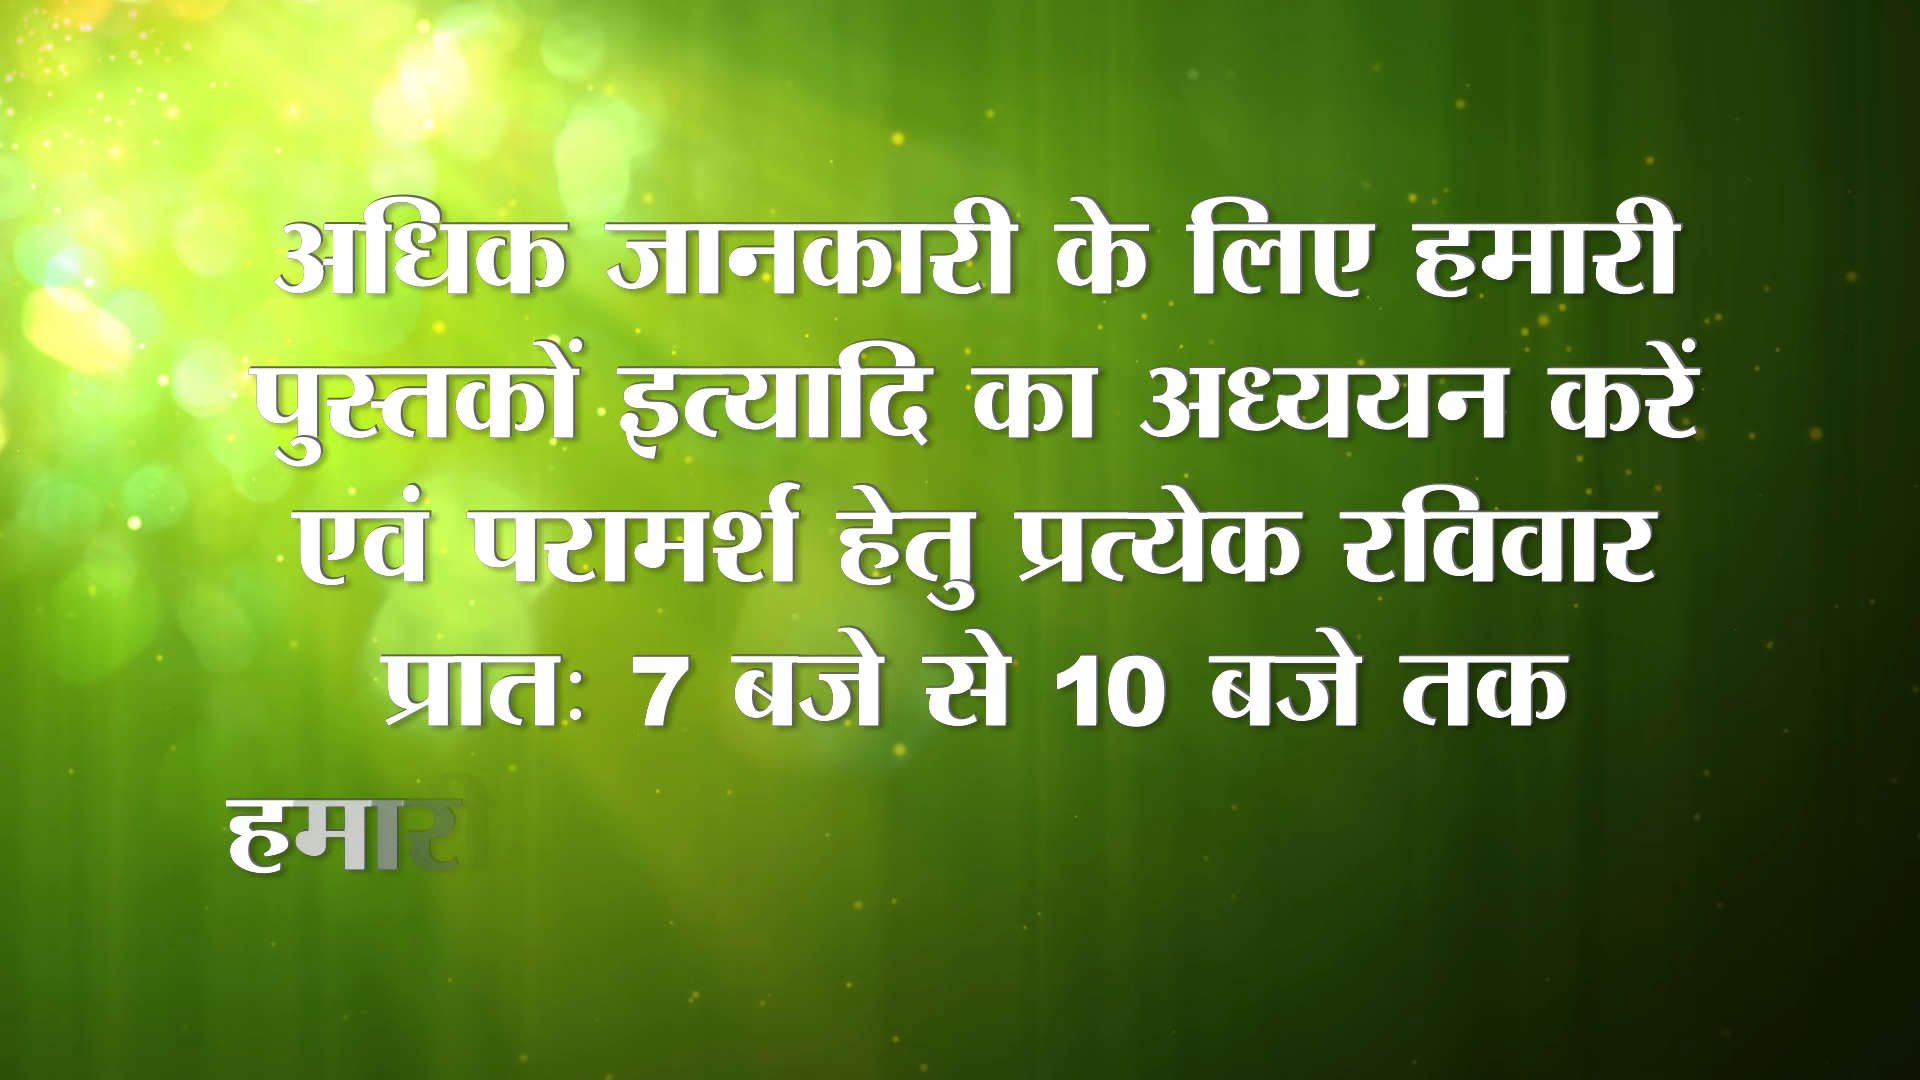 अधिक जानकारी के लिए हमारी
पुस्तकों इत्यादि का अध्ययन करें
एवं परामर्श हेतु प्रत्येक रविवार
प्रातः 7 बजे से 10 बजे तक
हमारी